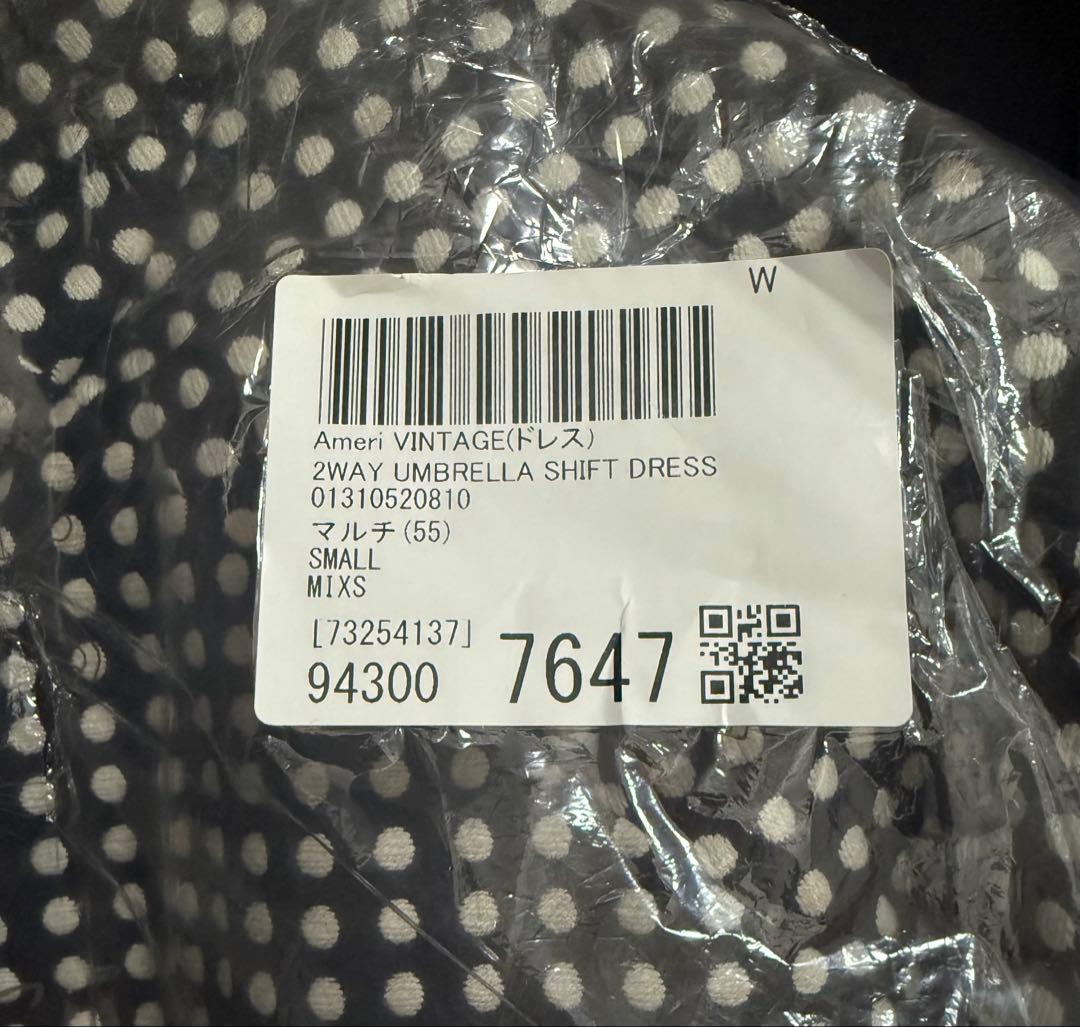 W
Ameri VINTAGE(ドレス)
2WAY UMBRELLA SHIFT DRESS
01310520810
マルチ(55)
SMALL
MIXS
[73254137]
94300 7647